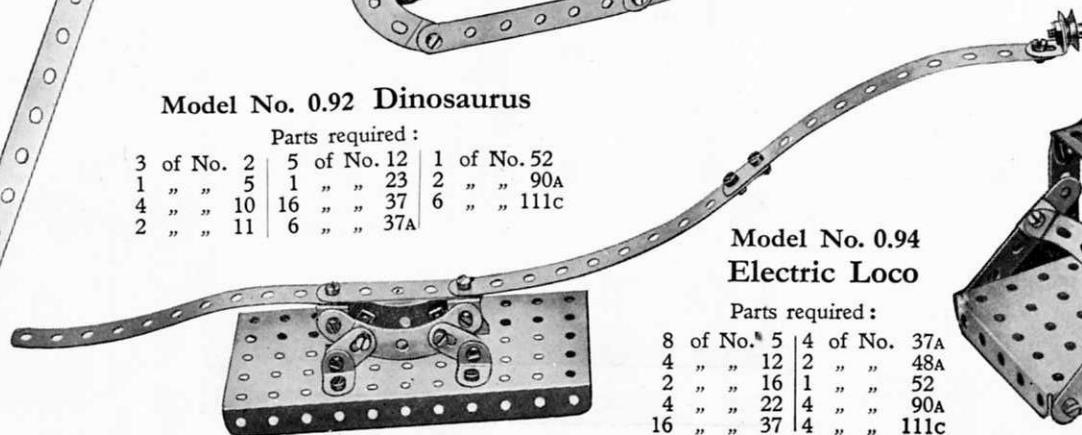 Model No. 0.92 Dinosaurus
Parts required :
3 of No. 2 | 5 of No. 12 | 1 of No. 52
1 „ „ 5 | 1 „ „ 23 | 2 „ „ 90A
4 „ „ 10 | 16 „ „ 37 | 6 „ „ 111C
2 „ „ 11 | 6 „ „ 37A
Model No. 0.94
Electric Loco
Parts required :
8 of No. 5 | 4 of No. 37A
4 „ „ 12 | 2 „ „ 48A
2 „ „ 16 | 1 „ „ 52
4 „ „ 22 | 4 „ „ 90A
16 „ „ 37 | 4 „ „ 111C